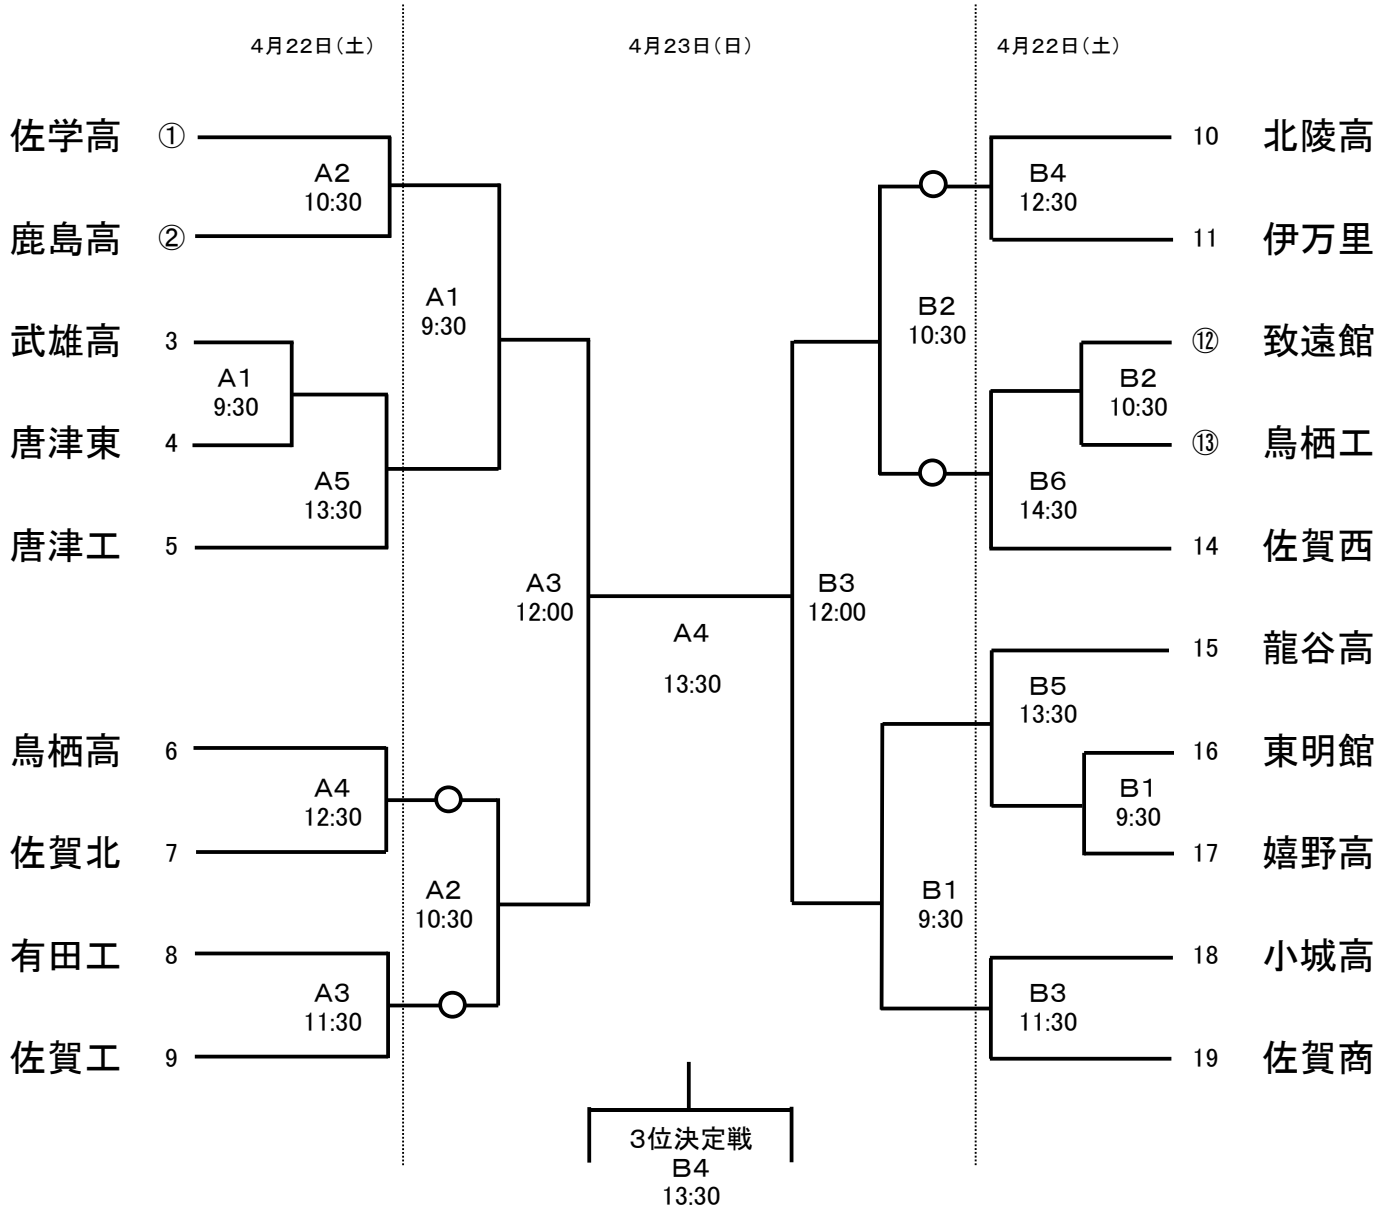 4月22日(土)
4月23日(日)
4月22日(土)
佐学高 ①
A2
10:30
鹿島高 ②
武雄高 3
A1
9:30
唐津東 4
A5
13:30
唐津工 5
A1
9:30
鳥栖高 6
A4
12:30
佐賀北 7
有田工 8
A3
11:30
佐賀工 9
A2
10:30
A3
12:00
A4
13:30
B3
12:00
B2
10:30
B1
9:30
10 北陵高
B4
12:30
11 伊万里
⑫ 致遠館
B2
10:30
⑬ 鳥栖工
B6
14:30
14 佐賀西
15 龍谷高
B5
13:30
16 東明館
B1
9:30
17 嬉野高
18 小城高
B3
11:30
19 佐賀商
3位決定戦
B4
13:30